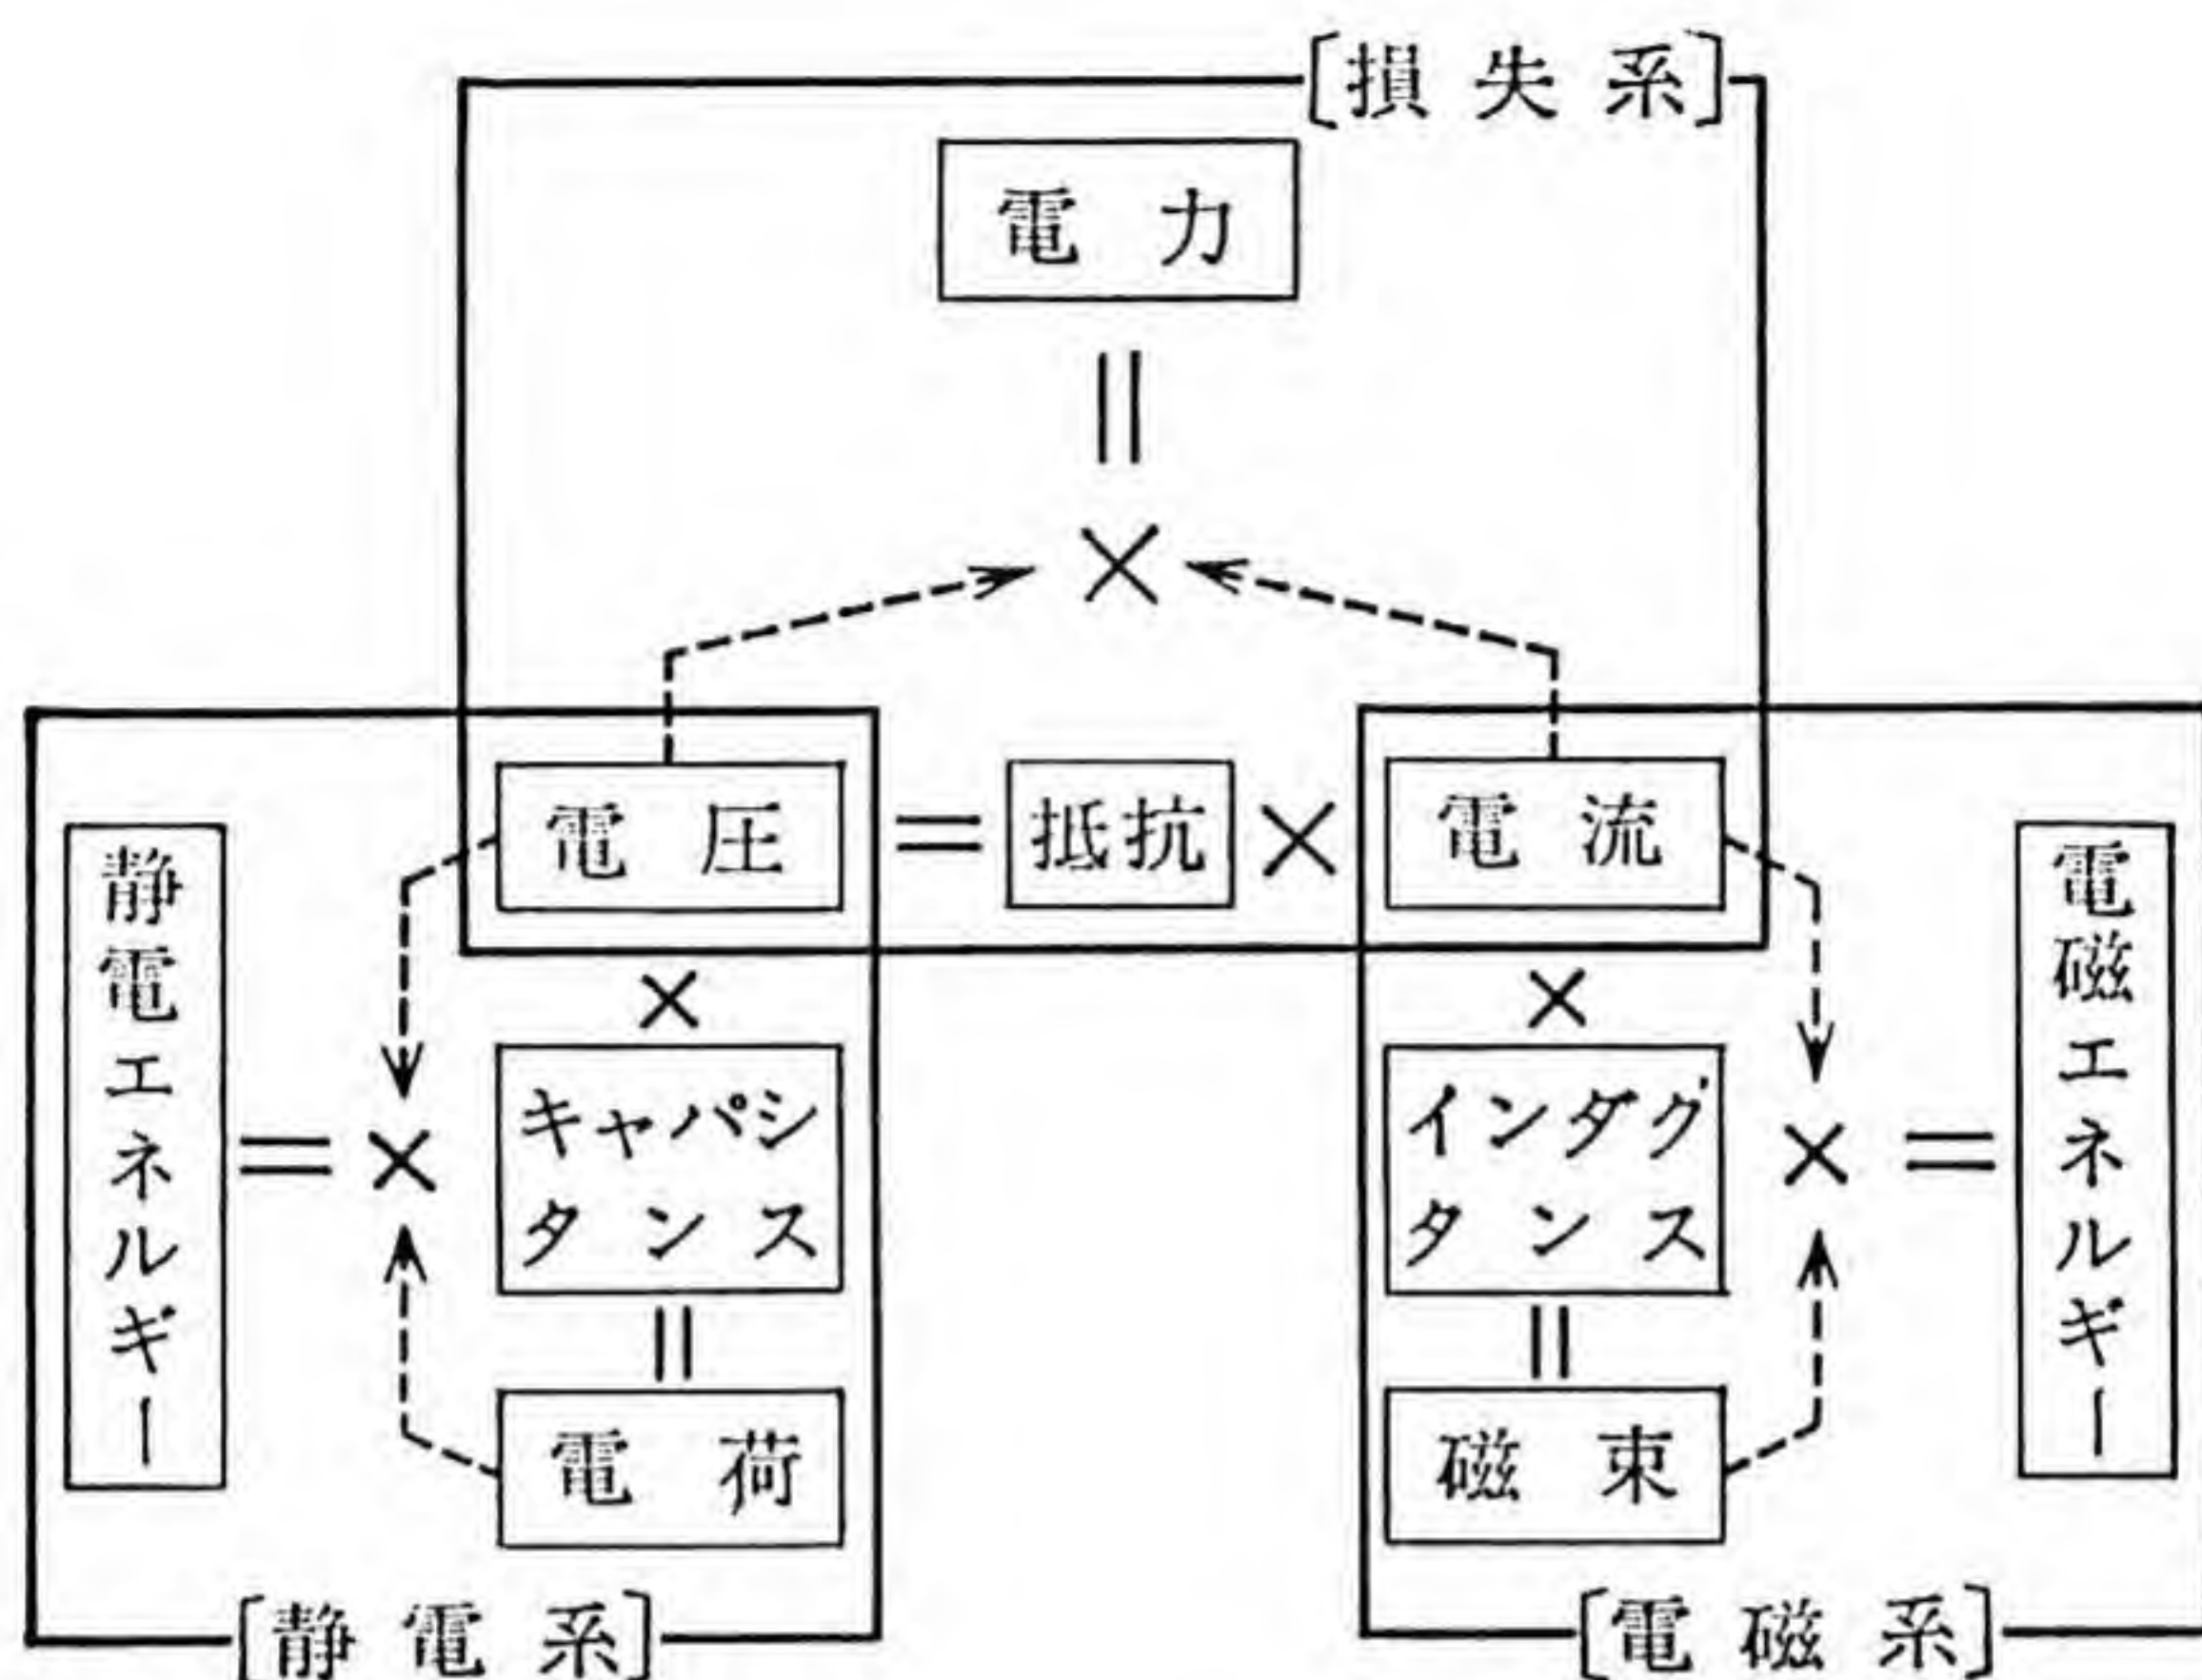 [損失系]
電力
||
×
電圧
=
抵抗
×
電流
静電エネルギー
=
×
×
キャパシ
タンス
||
電荷
×
インダク
タンス
||
磁束
×
=
電磁エネルギー
[静電系]
[電磁系]